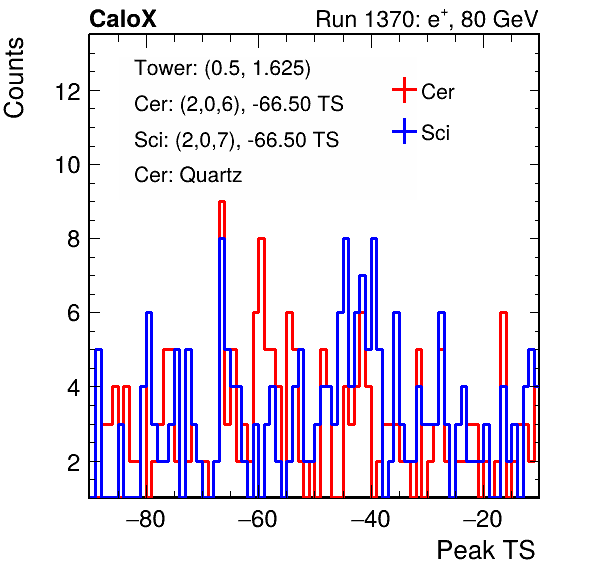 CaloX Run 1370: e⁺, 80 GeV
Counts
Tower: (0.5, 1.625)
Cer: (2,0,6), -66.50 TS
Sci: (2,0,7), -66.50 TS
Cer: Quartz
Cer
Sci
12
10
8
6
4
2
−80 −60 −40 −20
Peak TS